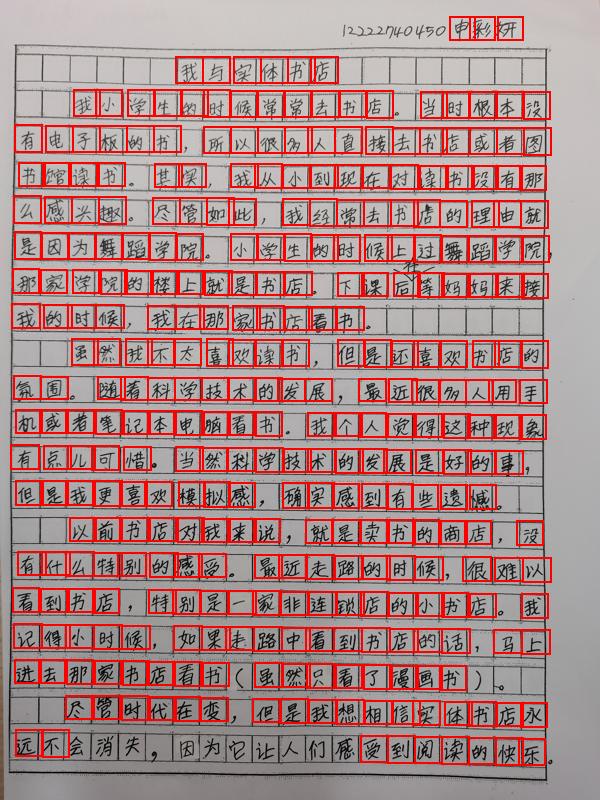 12222740450 申彩妍
我与实体书店
我小学生的时候常常去书店。当时根本没
有电子板的书，所以很多人直接去书店或者图
书馆读书。其实，我从小到现在对读书没有那
么感兴趣。尽管如此，我经常去书店的理由就
是因为舞蹈学院。小学生的时候上过舞蹈学院，
那家学院的楼上就是书店。下课后在等妈妈来接
我的时候，我在那家书店看书。
虽然我不太喜欢读书，但是还喜欢书店的
氛围。随着科学技术的发展，最近很多人用手
机或者笔记本电脑看书。我个人觉得这种现象
有点儿可惜。当然科学技术的发展是好的事，
但是我更喜欢模拟感，确实感到有些遗憾。
以前书店对我来说，就是卖书的商店，没
有什么特别的感受。最近走路的时候，很难以
看到书店，特别是一家非连锁店的小书店。我
记得小时候，如果走路中看到书店的话，马上
进去那家书店看书（虽然只看了漫画书）。
尽管时代在变，但是我想相信实体书店永
远不会消失，因为它让人们感受到阅读的快乐。